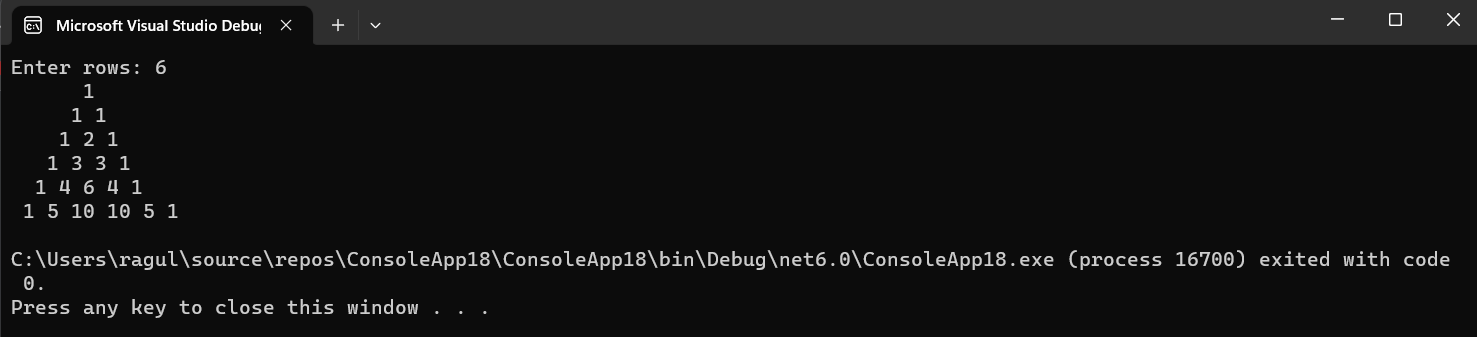 Microsoft Visual Studio Debug
Enter rows: 6
      1
     1 1
    1 2 1
   1 3 3 1
  1 4 6 4 1
 1 5 10 10 5 1
C:\Users\ragul\source\repos\ConsoleApp18\ConsoleApp18\bin\Debug\net6.0\ConsoleApp18.exe (process 16700) exited with code
 0.
Press any key to close this window . . .